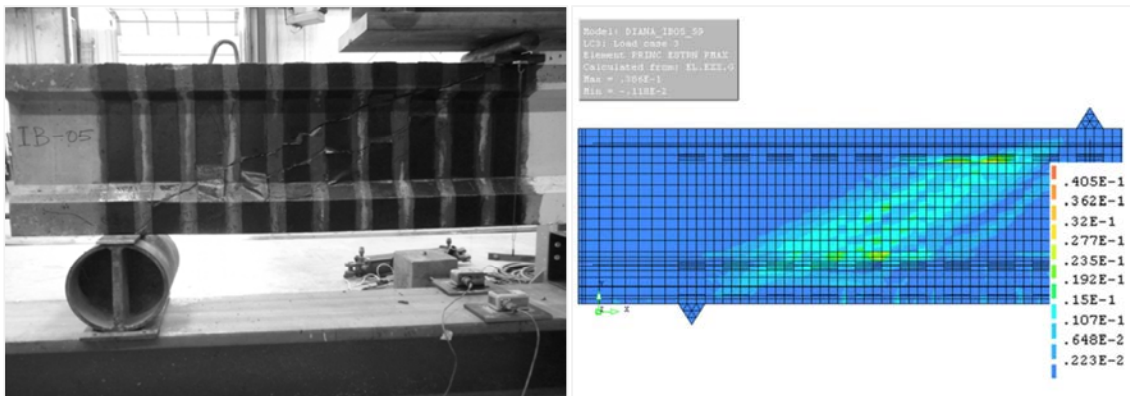 IB-05
Model: DIANA_IB05_S9
LC3: Load case 3
Element PRINC ESTPN PMAX
Calculated from: EL.EXX.G
Max = .386E-1
Min = -.118E-2
.405E-1
.362E-1
.32E-1
.277E-1
.235E-1
.192E-1
.15E-1
.107E-1
.648E-2
.223E-2
Y
Z X